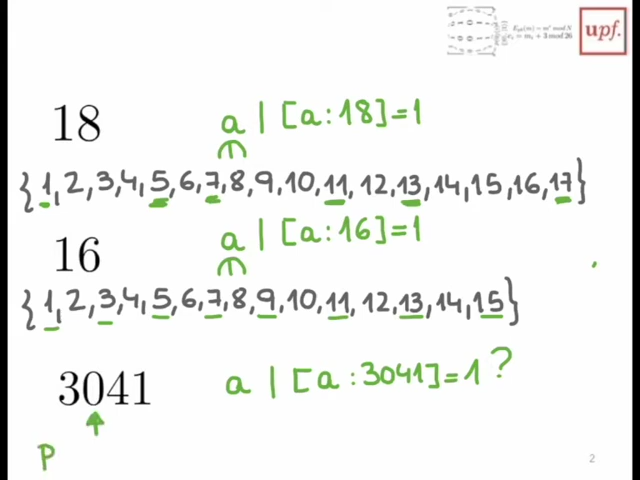 upf.
18 a | [a:18]=1
{1,2,3,4,5,6,7,8,9,10,11,12,13,14,15,16,17}
16 a | [a:16]=1
{1,2,3,4,5,6,7,8,9,10,11,12,13,14,15}
3041 a | [a:3041]=1?
P
2